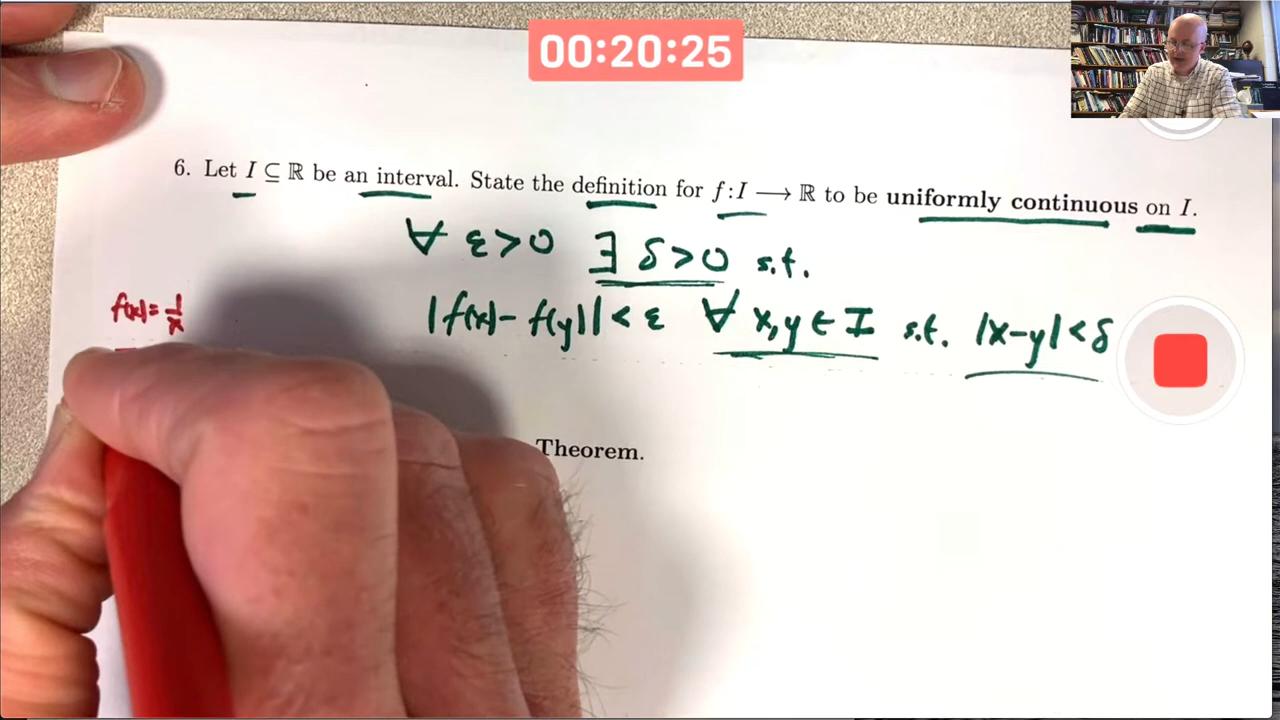 00:20:25
6. Let I ⊆ ℝ be an interval. State the definition for f : I ⟶ ℝ to be uniformly continuous on I.
∀ ε>0 ∃ δ>0 s.t.
|f(x) - f(y)| < ε ∀ x,y ∈ I s.t. |x-y| < δ
f(x) = 1/x
Theorem.